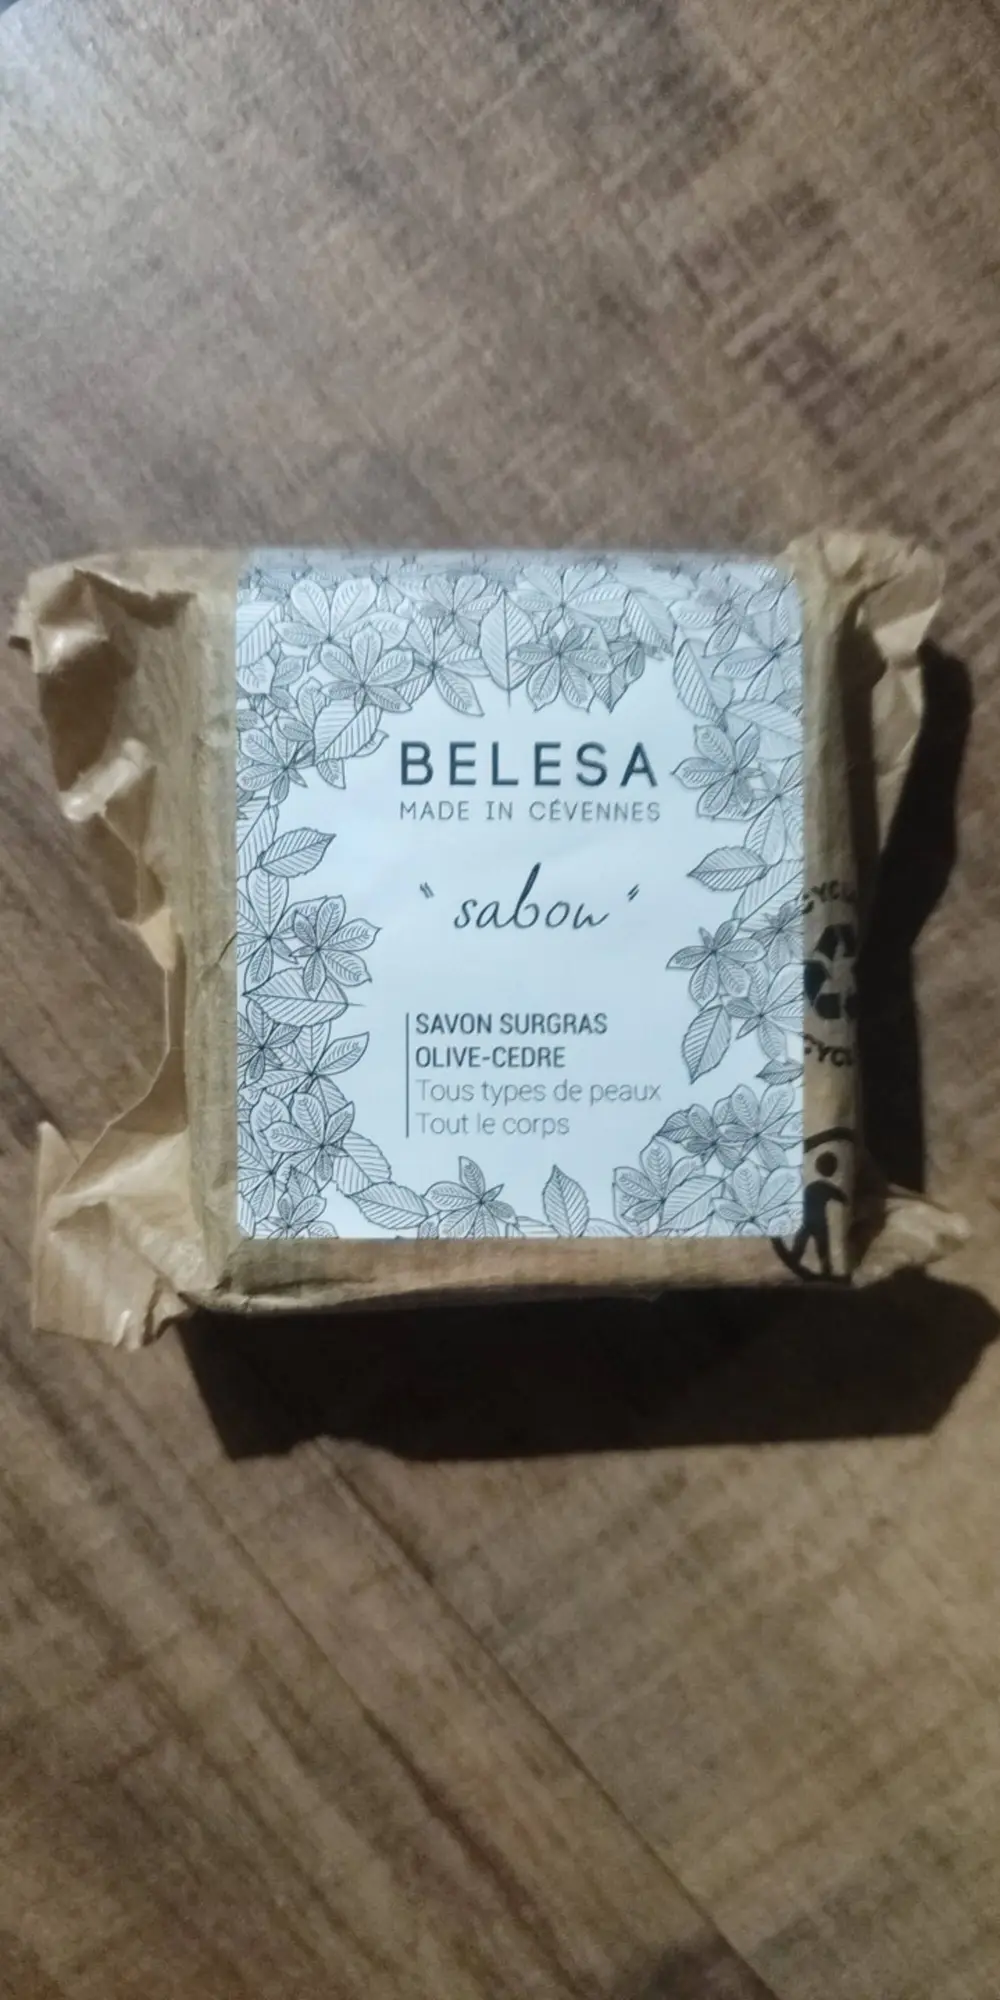 BELESA
MADE IN CÉVENNES
"sabou"
SAVON SURGRAS
OLIVE-CEDRE
Tous types de peaux
Tout le corps